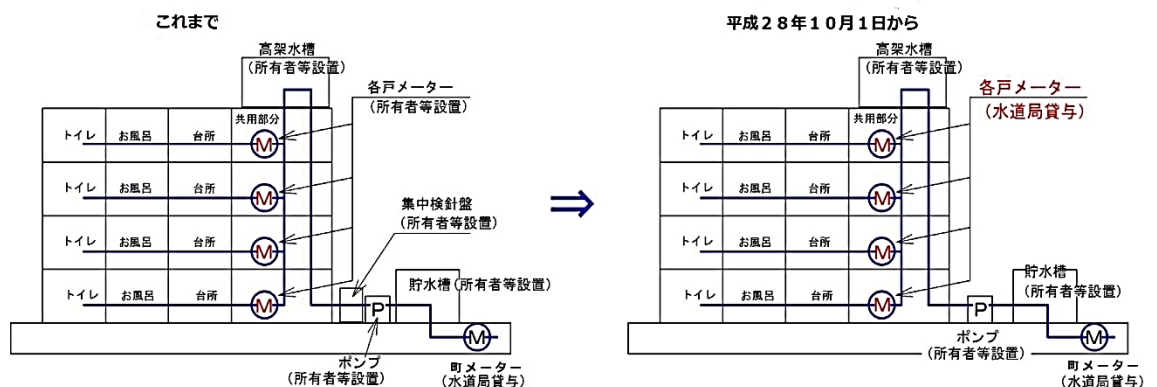 これまで
高架水槽
(所有者等設置)
各戸メーター
(所有者等設置)
共用部分
トイレ お風呂 台所 M
トイレ お風呂 台所 M
集中検針盤
(所有者等設置)
トイレ お風呂 台所 M
貯水槽(所有者等設置)
トイレ お風呂 台所 M
P
M
ポンプ
(所有者等設置)
町メーター
(水道局貸与)
⇒
平成28年10月1日から
高架水槽
(所有者等設置)
各戸メーター
(水道局貸与)
共用部分
トイレ お風呂 台所 M
トイレ お風呂 台所 M
トイレ お風呂 台所 M
貯水槽
(所有者等設置)
トイレ お風呂 台所 M
P
M
ポンプ
(所有者等設置)
町メーター
(水道局貸与)